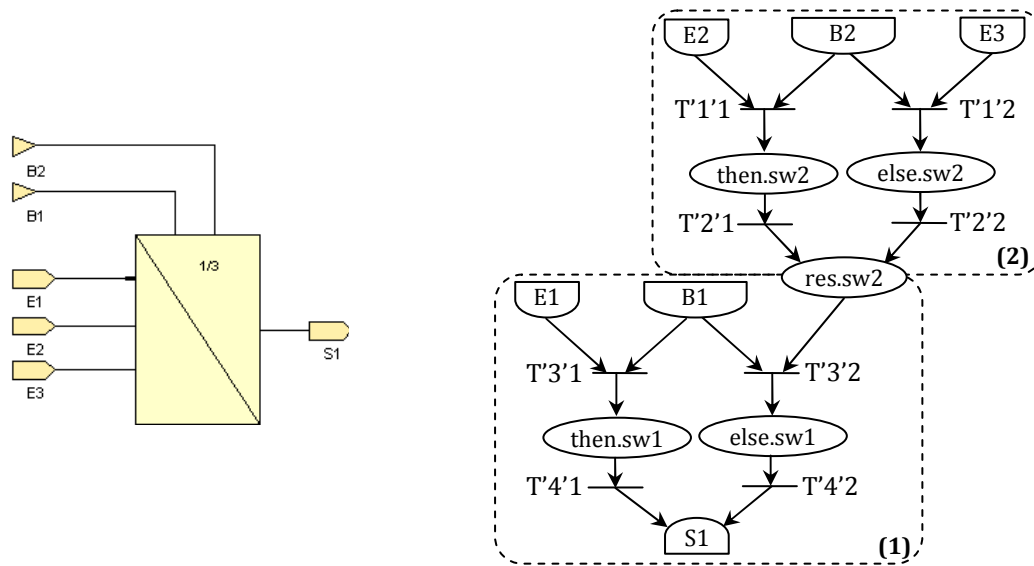 B2
B1
1/3
E1
E2
E3
S1
E2 B2 E3
T'1'1 T'1'2
then.sw2 else.sw2
T'2'1 T'2'2
(2)
res.sw2
E1 B1
T'3'1 T'3'2
then.sw1 else.sw1
T'4'1 T'4'2
S1
(1)